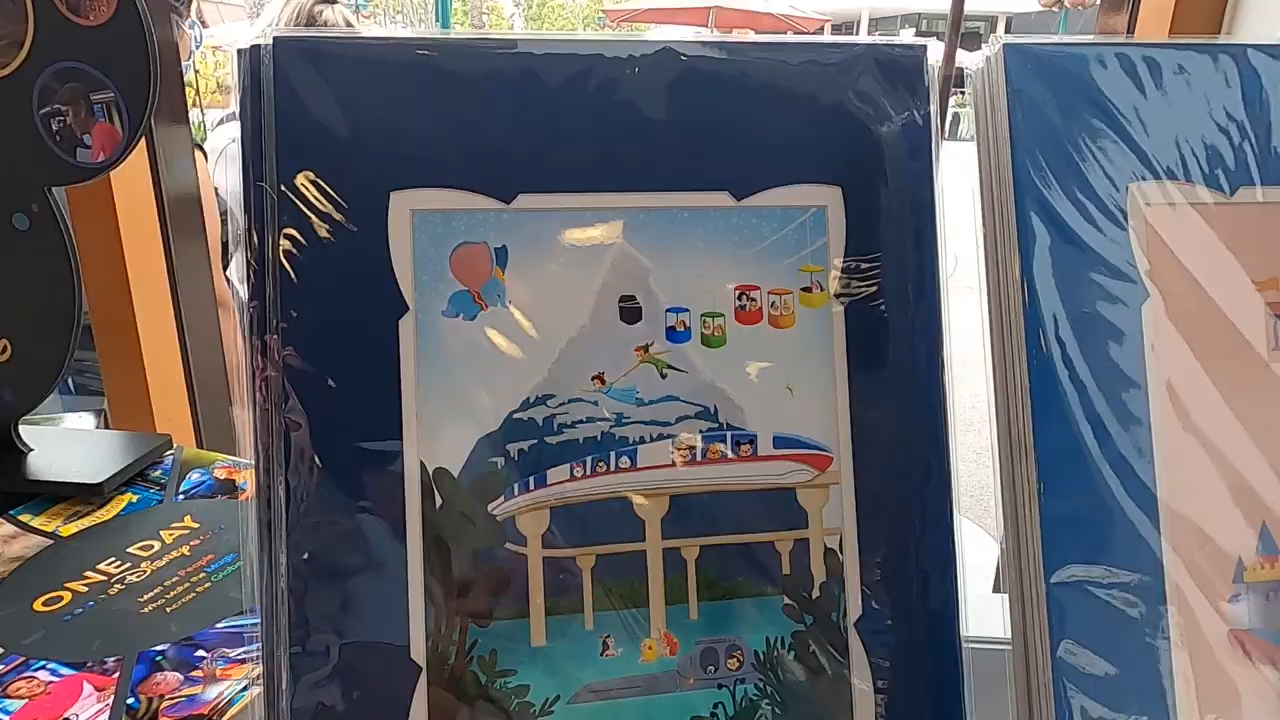 ONE DAY
at Disney
Meet the People
Who Make the Magic
Across the Globe